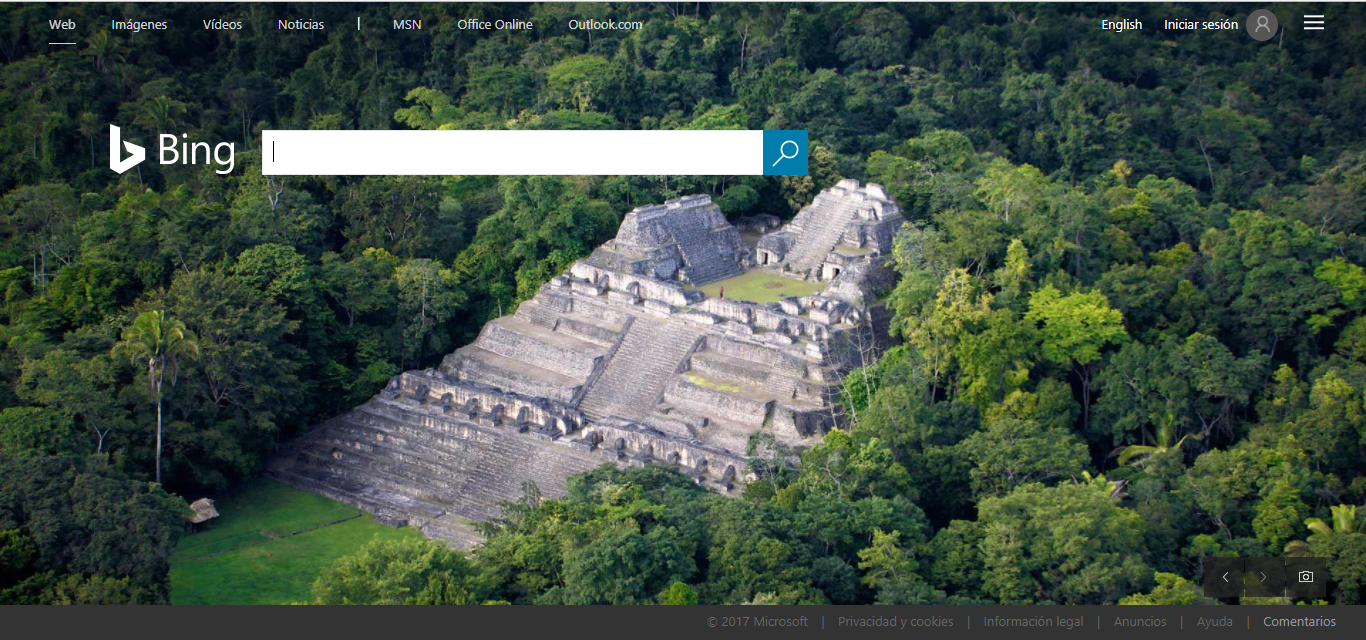 Web Imágenes Vídeos Noticias | MSN Office Online Outlook.com English Iniciar sesión
Bing
© 2017 Microsoft | Privacidad y cookies | Información legal | Anuncios | Ayuda | Comentarios